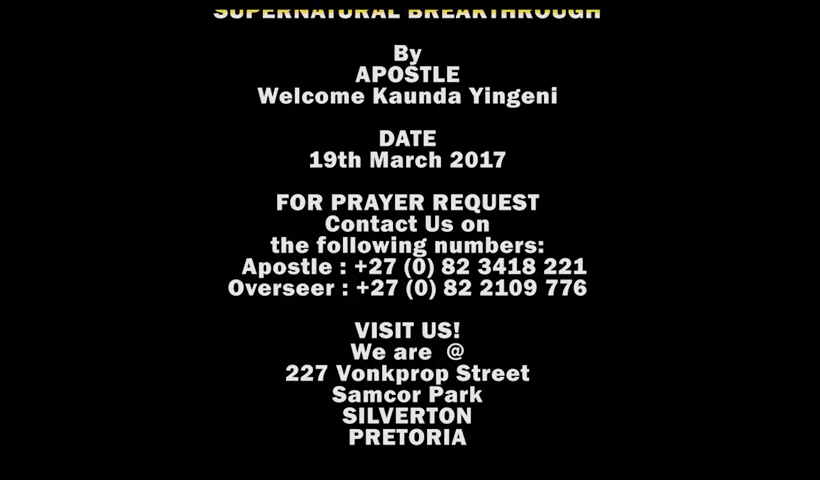 SUPERNATURAL BREAKTHROUGH
By
APOSTLE
Welcome Kaunda Yingeni
DATE
19th March 2017
FOR PRAYER REQUEST
Contact Us on
the following numbers:
Apostle : +27 (0) 82 3418 221
Overseer : +27 (0) 82 2109 776
VISIT US!
We are @
227 Vonkprop Street
Samcor Park
SILVERTON
PRETORIA